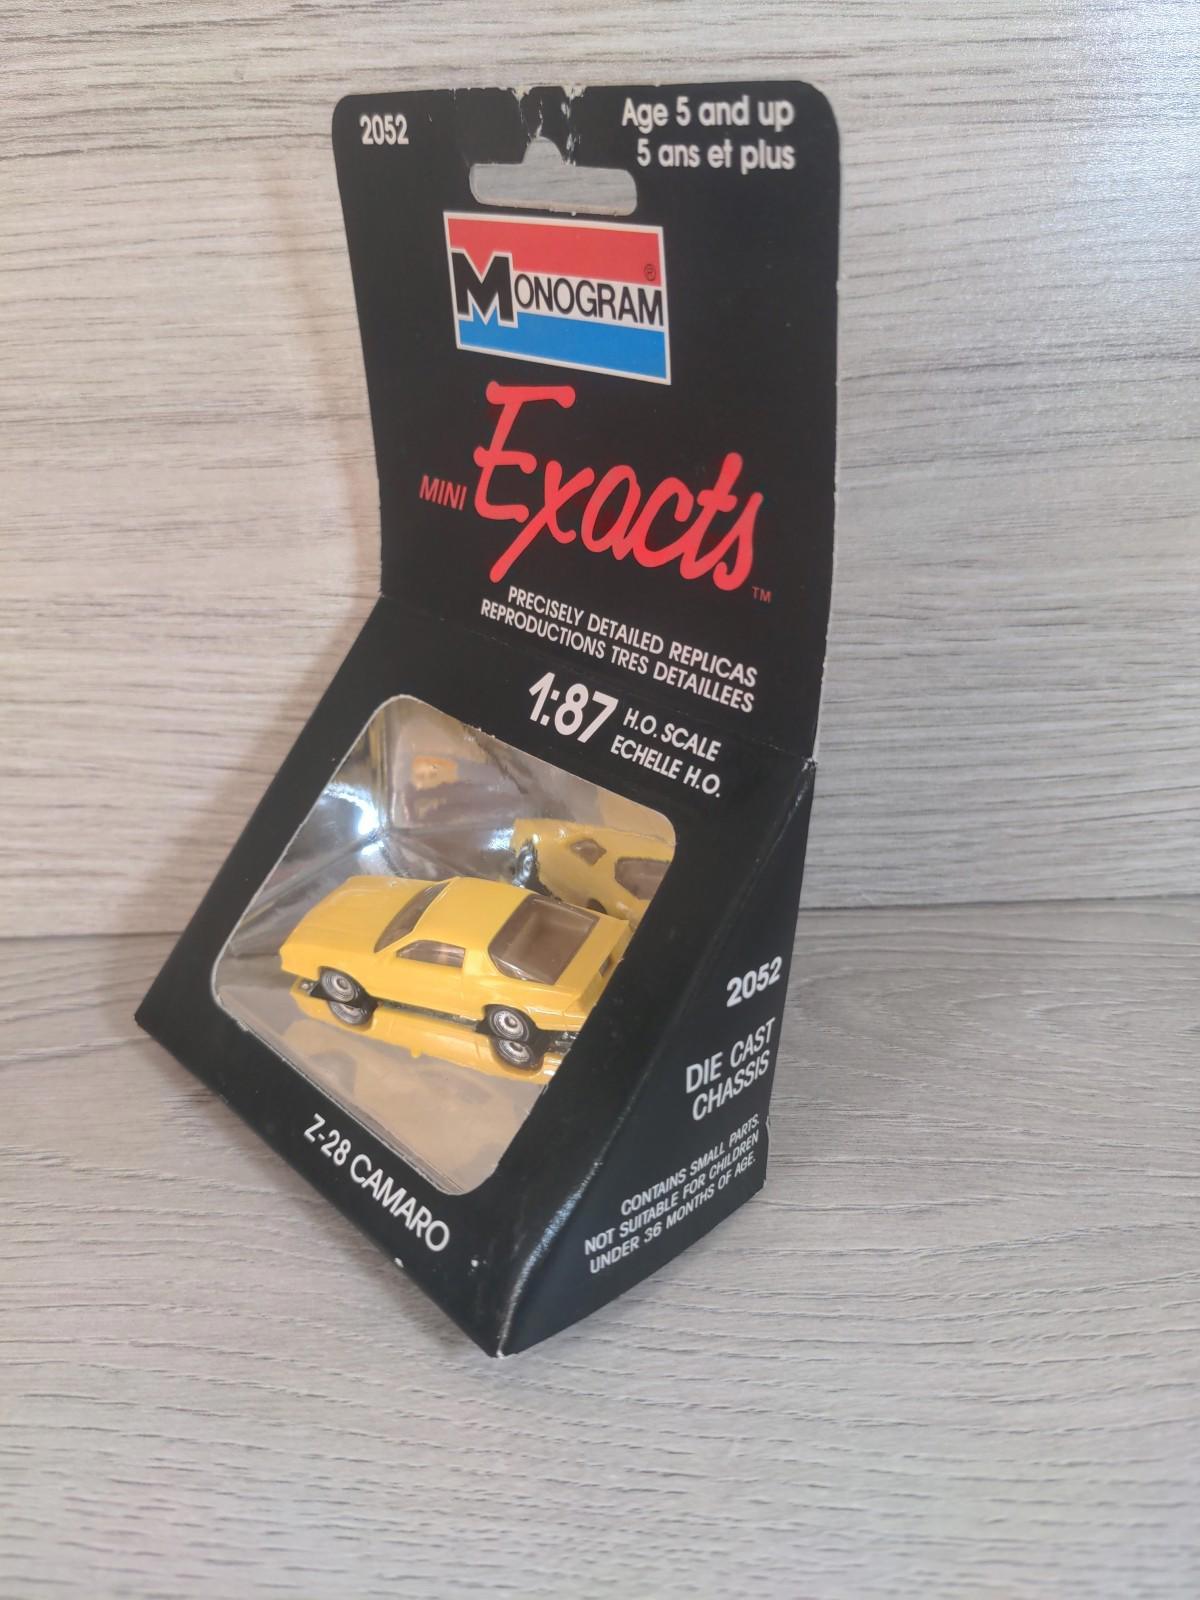 2052
Age 5 and up
5 ans et plus
MONOGRAM®
MINI Exacts™
PRECISELY DETAILED REPLICAS
REPRODUCTIONS TRES DETAILLEES
1:87 H.O. SCALE
ECHELLE H.O.
Z-28 CAMARO
2052
DIE CAST
CHASSIS
CONTAINS SMALL PARTS.
NOT SUITABLE FOR CHILDREN
UNDER 36 MONTHS OF AGE.